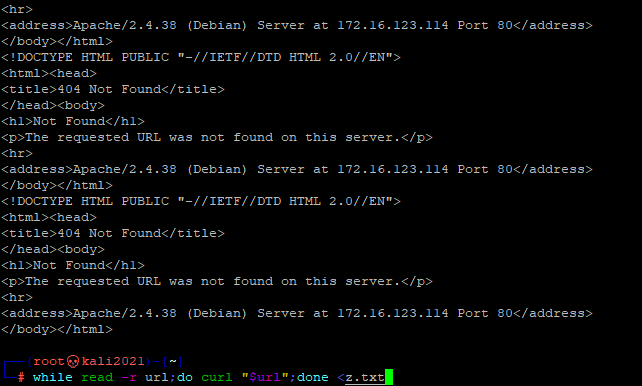 <hr>
<address>Apache/2.4.38 (Debian) Server at 172.16.123.114 Port 80</address>
</body></html>
<!DOCTYPE HTML PUBLIC "-//IETF//DTD HTML 2.0//EN">
<html><head>
<title>404 Not Found</title>
</head><body>
<h1>Not Found</h1>
<p>The requested URL was not found on this server.</p>
<hr>
<address>Apache/2.4.38 (Debian) Server at 172.16.123.114 Port 80</address>
</body></html>
<!DOCTYPE HTML PUBLIC "-//IETF//DTD HTML 2.0//EN">
<html><head>
<title>404 Not Found</title>
</head><body>
<h1>Not Found</h1>
<p>The requested URL was not found on this server.</p>
<hr>
<address>Apache/2.4.38 (Debian) Server at 172.16.123.114 Port 80</address>
</body></html>
┌──(root💀kali2021)-[~]
└─# while read -r url;do curl "$url";done <z.txt